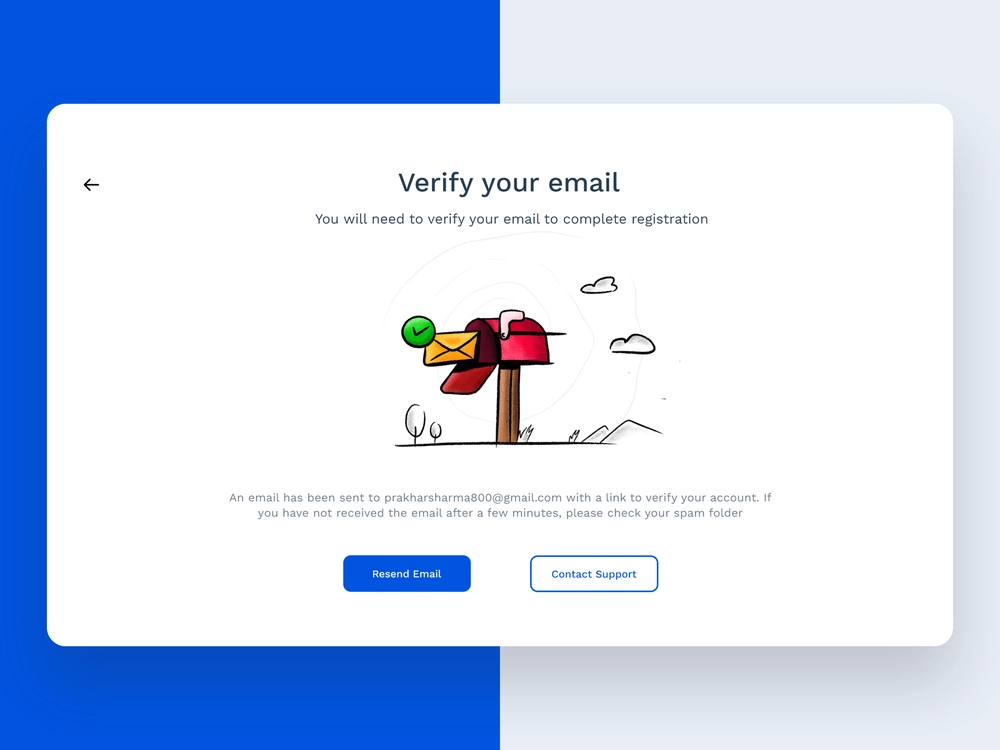 Verify your email
You will need to verify your email to complete registration
An email has been sent to prakharsharma800@gmail.com with a link to verify your account. If
you have not received the email after a few minutes, please check your spam folder
Resend Email
Contact Support